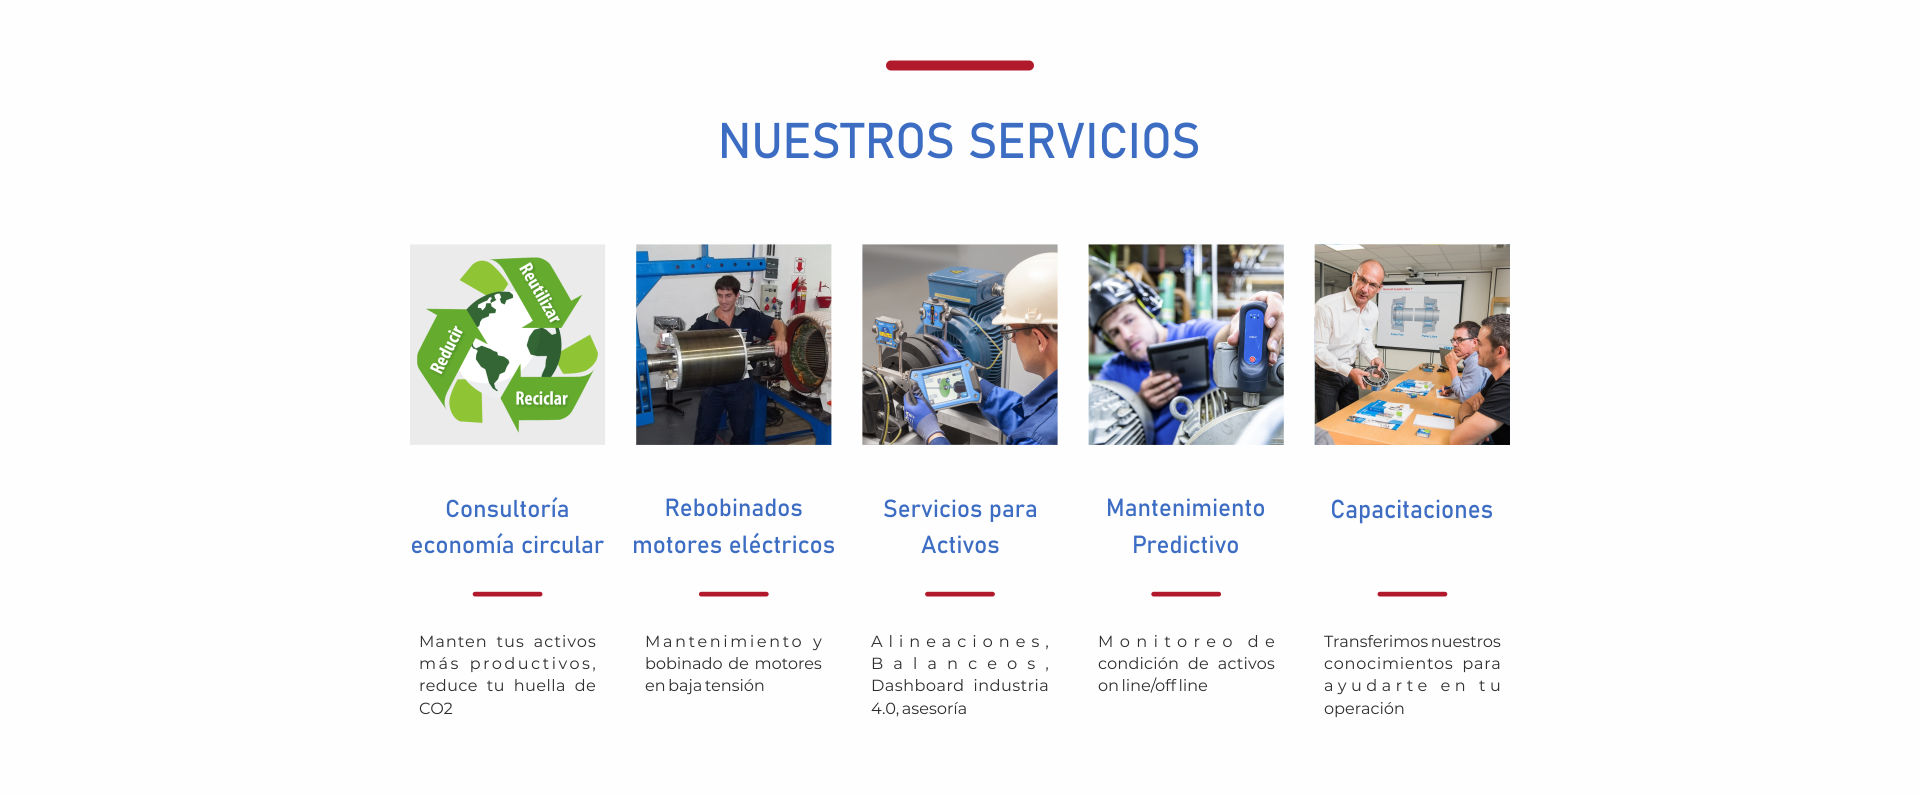 NUESTROS SERVICIOS
Reutilizar
Reducir
Reciclar
Consultoría
economía circular
Rebobinados
motores eléctricos
Servicios para
Activos
Mantenimiento
Predictivo
Capacitaciones
Manten tus activos
más productivos,
reduce tu huella de
CO2
Mantenimiento y
bobinado de motores
en baja tensión
Alineaciones,
Balanceos,
Dashboard industria
4.0, asesoría
Monitoreo de
condición de activos
on line/off line
Transferimos nuestros
conocimientos para
ayudarte en tu
operación